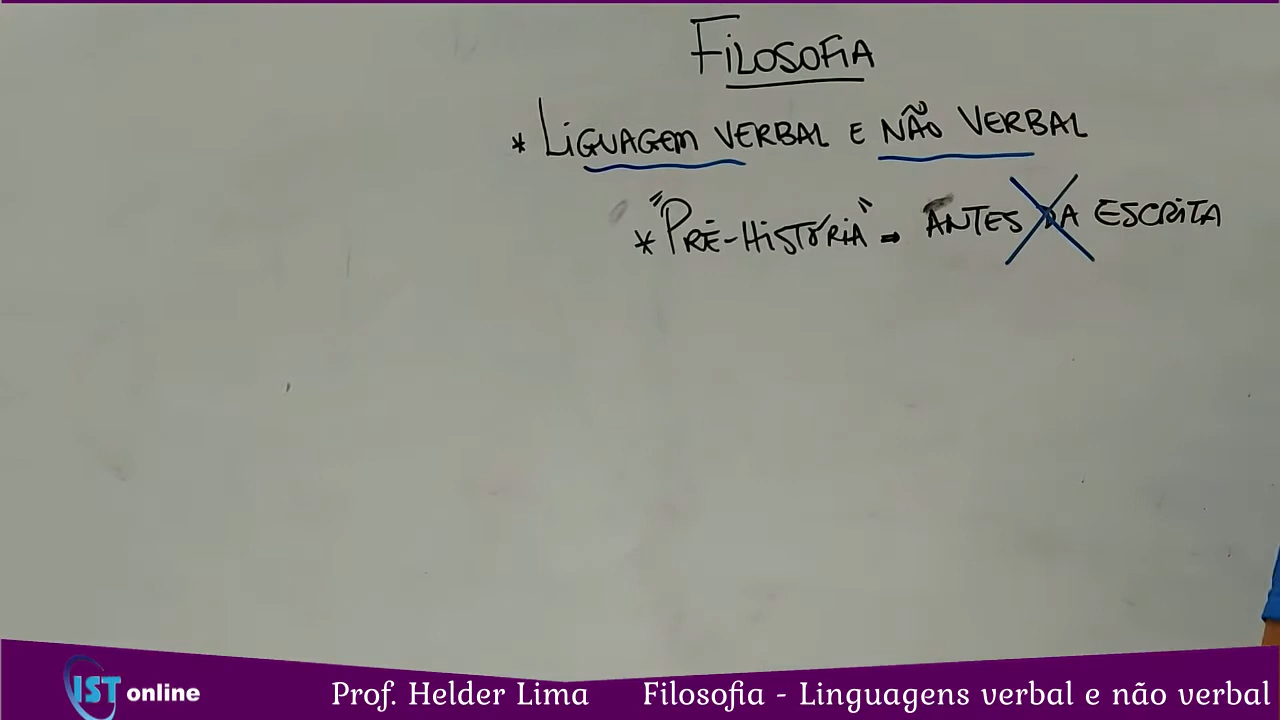 FILOSOFIA
* LIGUAGEM VERBAL E NÃO VERBAL
* "PRÉ-HISTÓRIA" ⇒ ANTES DA ESCRITA
IST online
Prof. Helder Lima
Filosofia - Linguagens verbal e não verbal